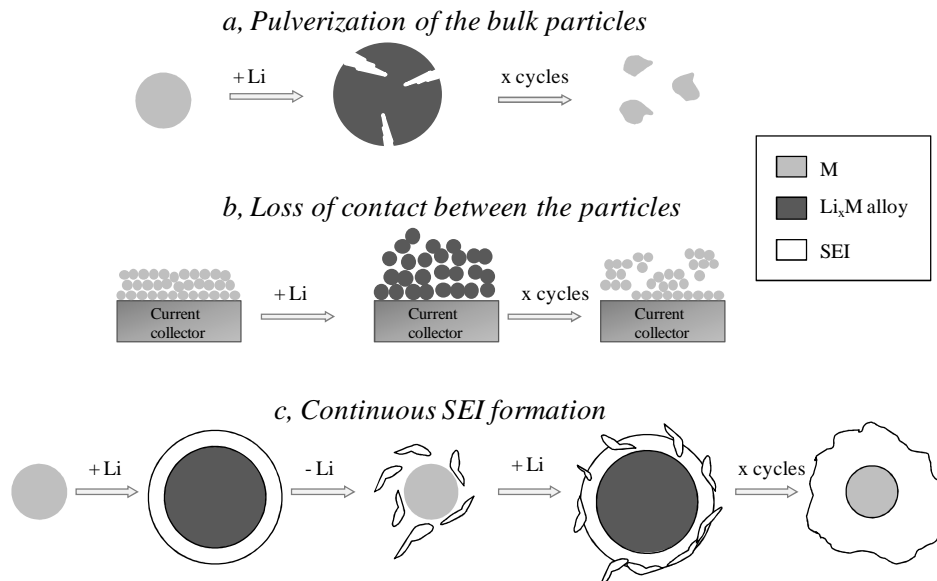 a, Pulverization of the bulk particles
+ Li
x cycles
M
LiₓM alloy
SEI
b, Loss of contact between the particles
+ Li
x cycles
Current
collector
Current
collector
Current
collector
c, Continuous SEI formation
+ Li
- Li
+ Li
x cycles